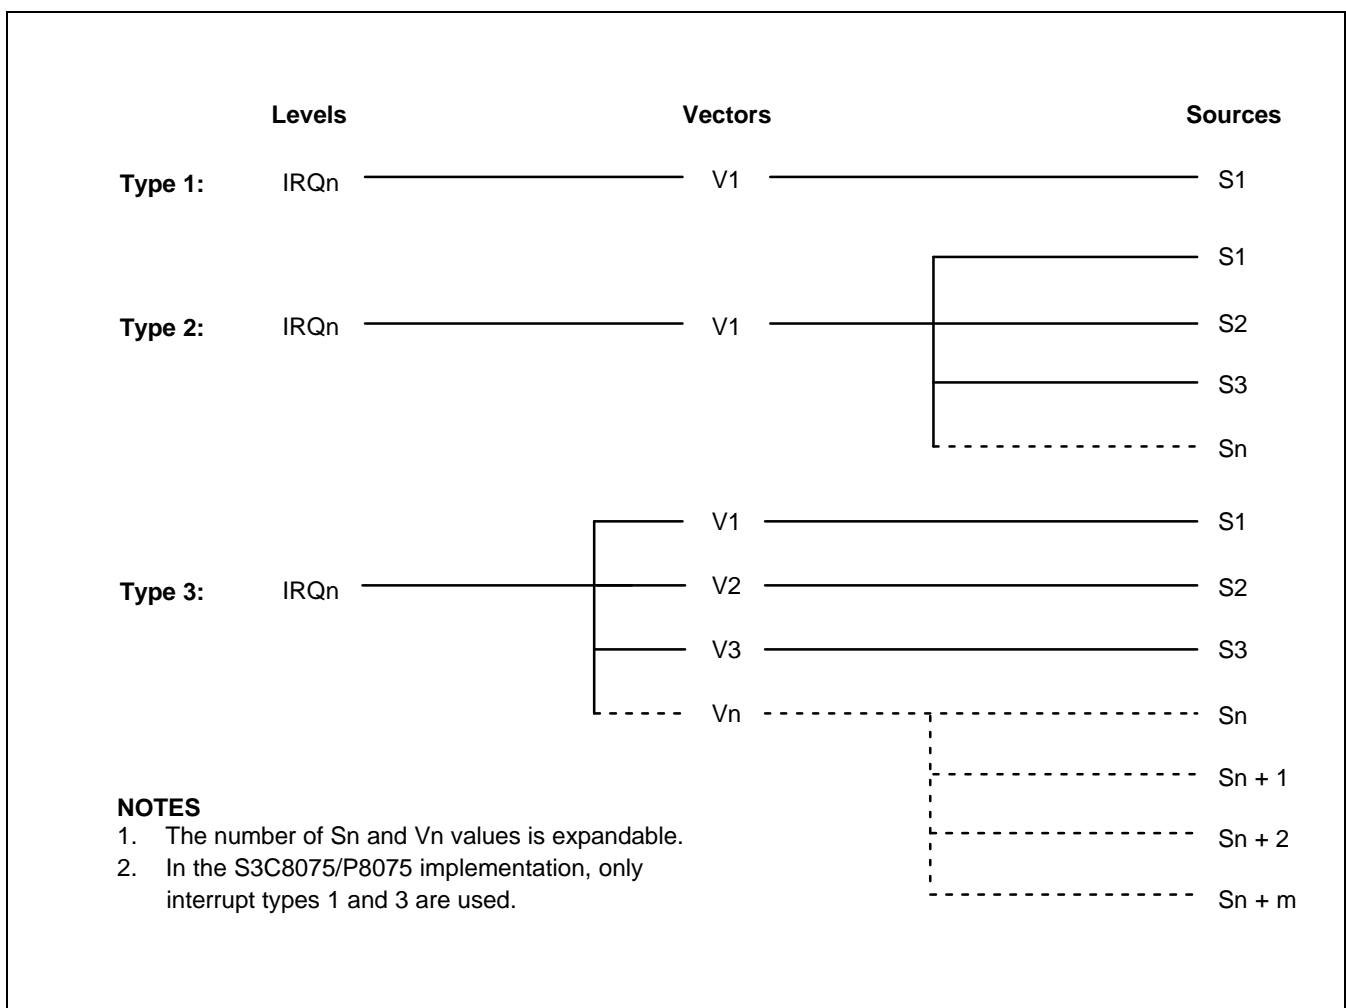 Levels Vectors Sources
Type 1: IRQn V1 S1
S1
Type 2: IRQn V1 S2
S3
Sn
V1 S1
Type 3: IRQn V2 S2
V3 S3
Vn Sn
Sn + 1
Sn + 2
Sn + m
NOTES
1. The number of Sn and Vn values is expandable.
2. In the S3C8075/P8075 implementation, only
interrupt types 1 and 3 are used.